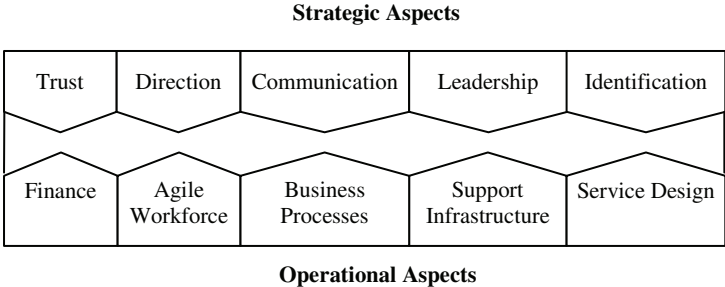 Strategic Aspects
Trust
Direction
Communication
Leadership
Identification
Finance
Agile
Workforce
Business
Processes
Support
Infrastructure
Service Design
Operational Aspects